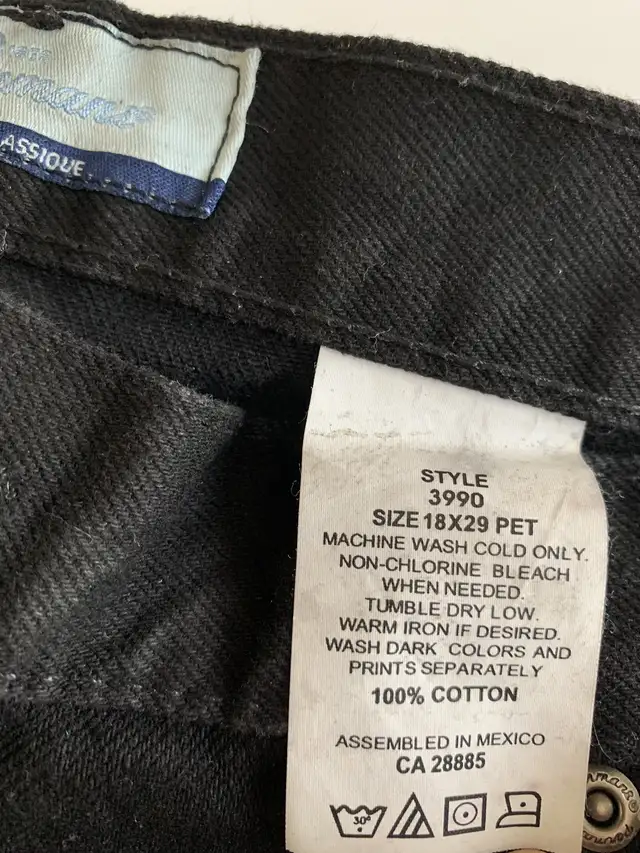 ASSIQUE
STYLE
3990
SIZE 18X29 PET
MACHINE WASH COLD ONLY.
NON-CHLORINE BLEACH
WHEN NEEDED.
TUMBLE DRY LOW.
WARM IRON IF DESIRED.
WASH DARK COLORS AND
PRINTS SEPARATELY
100% COTTON
ASSEMBLED IN MEXICO
CA 28885
30°